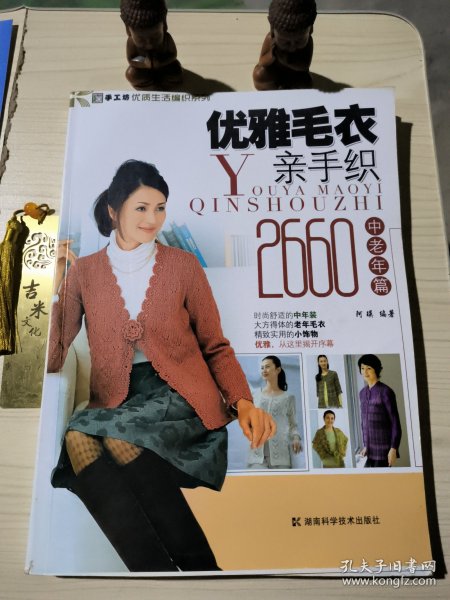 手工坊优质生活编织系列
优雅毛衣
亲手织
YOUYA MAOYI
QINSHOUZHI
2660
中老年篇
阿瑛 编著
时尚舒适的中年装
大方得体的老年毛衣
精致实用的小饰物
优雅，从这里揭开序幕
吉米
文化
湖南科学技术出版社
孔夫子旧书网
www.kongfz.com